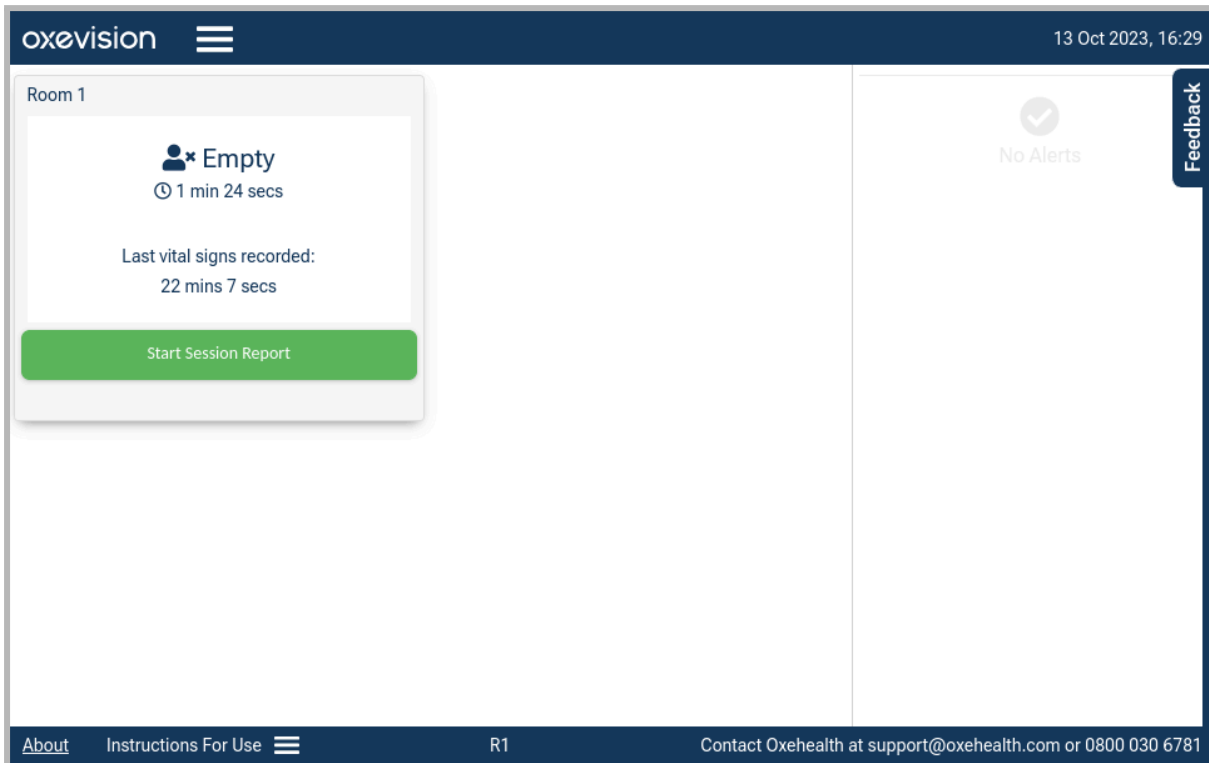 oxevision
13 Oct 2023, 16:29
Room 1
Empty
1 min 24 secs
Last vital signs recorded:
22 mins 7 secs
Start Session Report
No Alerts
Feedback
About
Instructions For Use
R1
Contact Oxehealth at support@oxehealth.com or 0800 030 6781